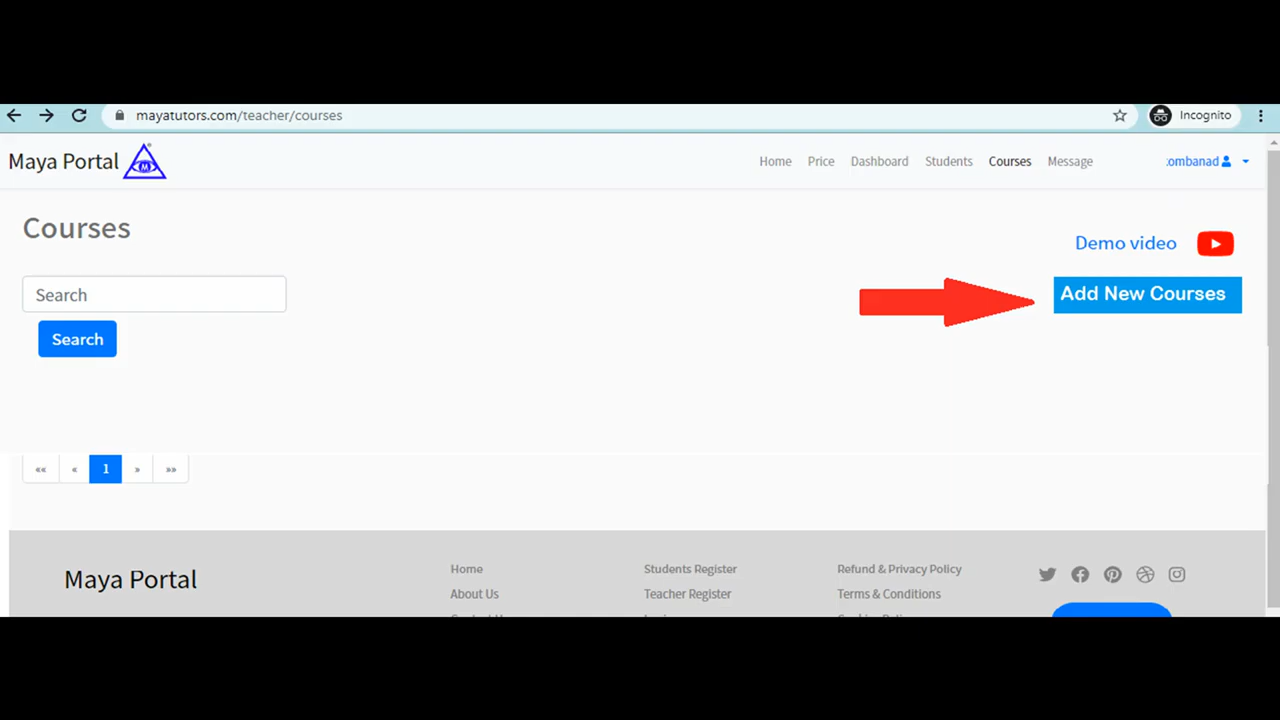 mayatutors.com/teacher/courses
Incognito
Maya Portal
M
Home Price Dashboard Students Courses Message
ombanad
Courses
Demo video
Search
Add New Courses
Search
«« « 1 » »»
Maya Portal
Home Students Register Refund & Privacy Policy
About Us Teacher Register Terms & Conditions